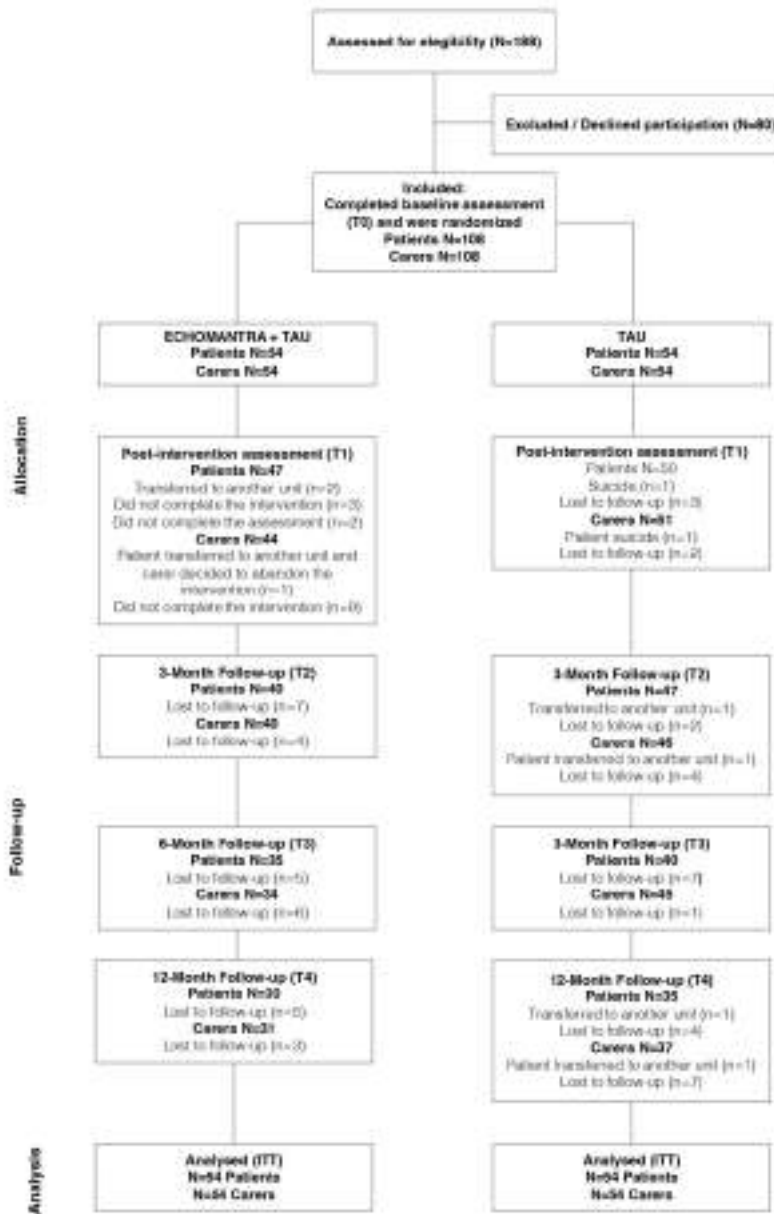 Assessed for elegibility (N=188)
Excluded / Declined participation (N=80)
Included:
Completed baseline assessment
(T0) and were randomized
Patients N=108
Carers N=108
ECHOMANTRA + TAU
Patients N=54
Carers N=54
TAU
Patients N=54
Carers N=54
Allocation
Post-intervention assessment (T1)
Patients N=47
Transferred to another unit (n=2)
Did not complete the intervention (n=3)
Did not complete the assessment (n=2)
Carers N=44
Patient transferred to another unit and
carer decided to abandon the
intervention (n=1)
Did not complete the intervention (n=9)
Post-intervention assessment (T1)
Patients N=50
Suicide (n=1)
Lost to follow-up (n=3)
Carers N=51
Patient suicide (n=1)
Lost to follow-up (n=2)
3-Month Follow-up (T2)
Patients N=40
Lost to follow-up (n=7)
Carers N=40
Lost to follow-up (n=4)
3-Month Follow-up (T2)
Patients N=47
Transferred to another unit (n=1)
Lost to follow-up (n=2)
Carers N=46
Patient transferred to another unit (n=1)
Lost to follow-up (n=4)
Follow-up
6-Month Follow-up (T3)
Patients N=35
Lost to follow-up (n=5)
Carers N=34
Lost to follow-up (n=6)
3-Month Follow-up (T3)
Patients N=40
Lost to follow-up (n=7)
Carers N=45
Lost to follow-up (n=1)
12-Month Follow-up (T4)
Patients N=30
Lost to follow-up (n=5)
Carers N=31
Lost to follow-up (n=3)
12-Month Follow-up (T4)
Patients N=35
Transferred to another unit (n=1)
Lost to follow-up (n=4)
Carers N=37
Patient transferred to another unit (n=1)
Lost to follow-up (n=7)
Analysis
Analysed (ITT)
N=54 Patients
N=54 Carers
Analysed (ITT)
N=54 Patients
N=54 Carers